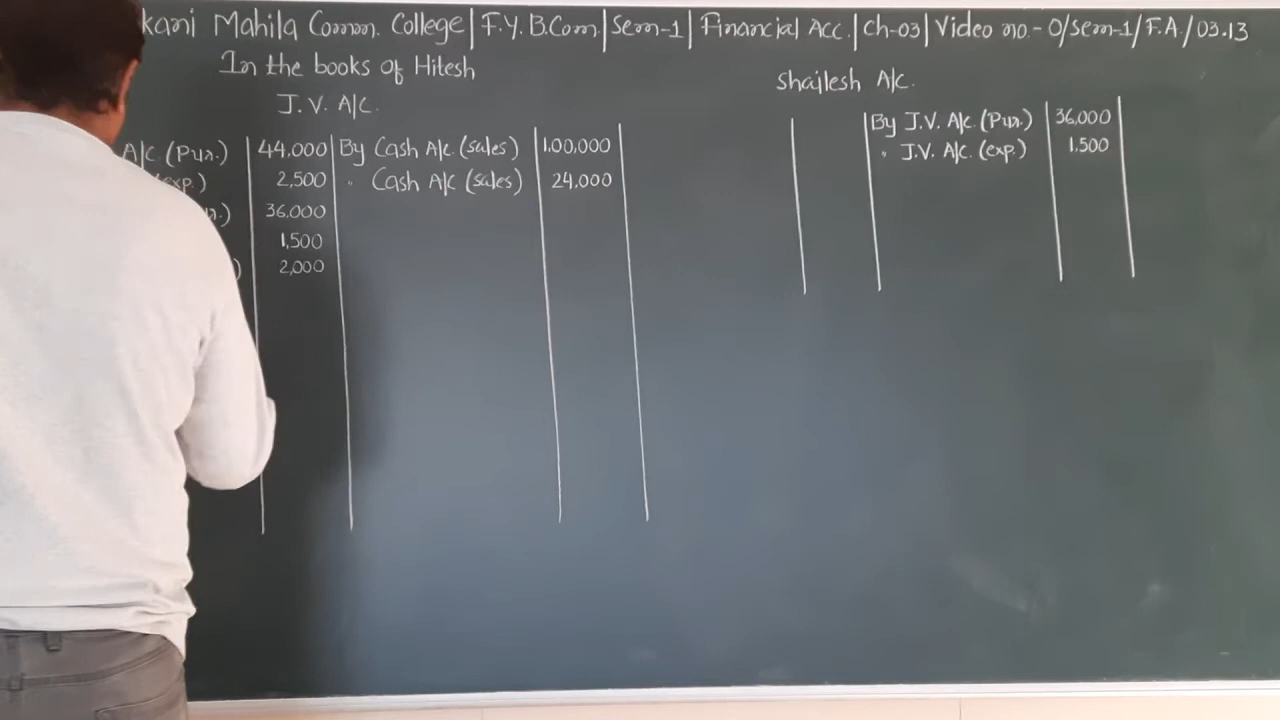 kani Mahila Comm. College | F.Y. B.Com. | Sem-1 | Financial Acc. | Ch-03 | Video no.- 0/Sem-1/F.A./03.13
In the books of Hitesh
J.V. A/c.
A/c. (Pur.) 44,000 By Cash A/c. (sales) 1,00,000
exp.) 2,500 " Cash A/c (sales) 24,000
36,000
1,500
2,000
Shailesh A/c.
By J.V. A/c. (Pur.) 36,000
" J.V. A/c. (exp.) 1,500